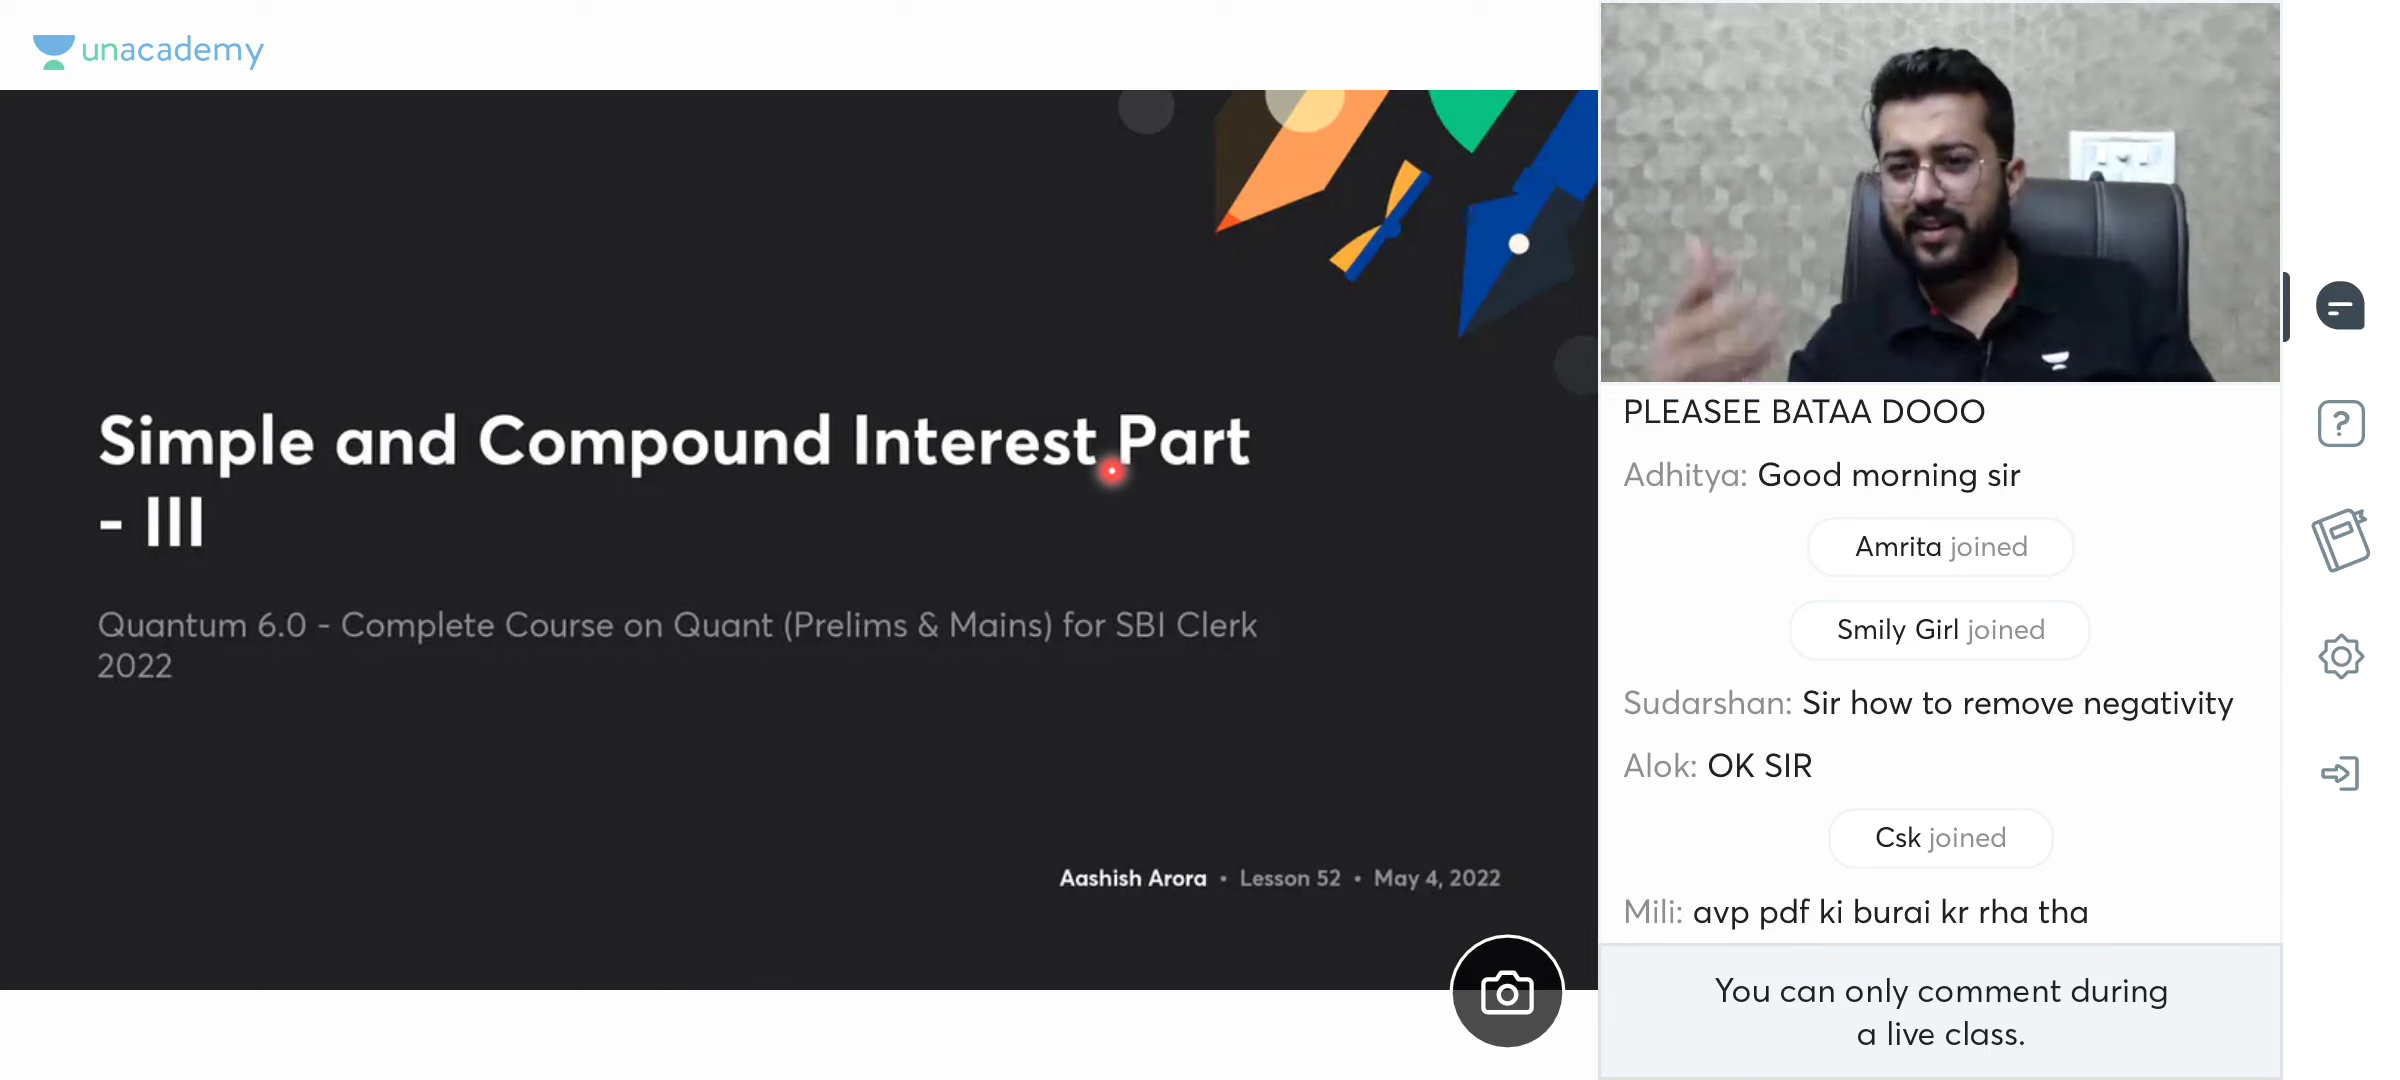 unacademy
Simple and Compound Interest Part
- III
Quantum 6.0 - Complete Course on Quant (Prelims & Mains) for SBI Clerk
2022
Aashish Arora • Lesson 52 • May 4, 2022
PLEASEE BATAA DOOO
Adhitya: Good morning sir
Amrita joined
Smily Girl joined
Sudarshan: Sir how to remove negativity
Alok: OK SIR
Csk joined
Mili: avp pdf ki burai kr rha tha
You can only comment during
a live class.